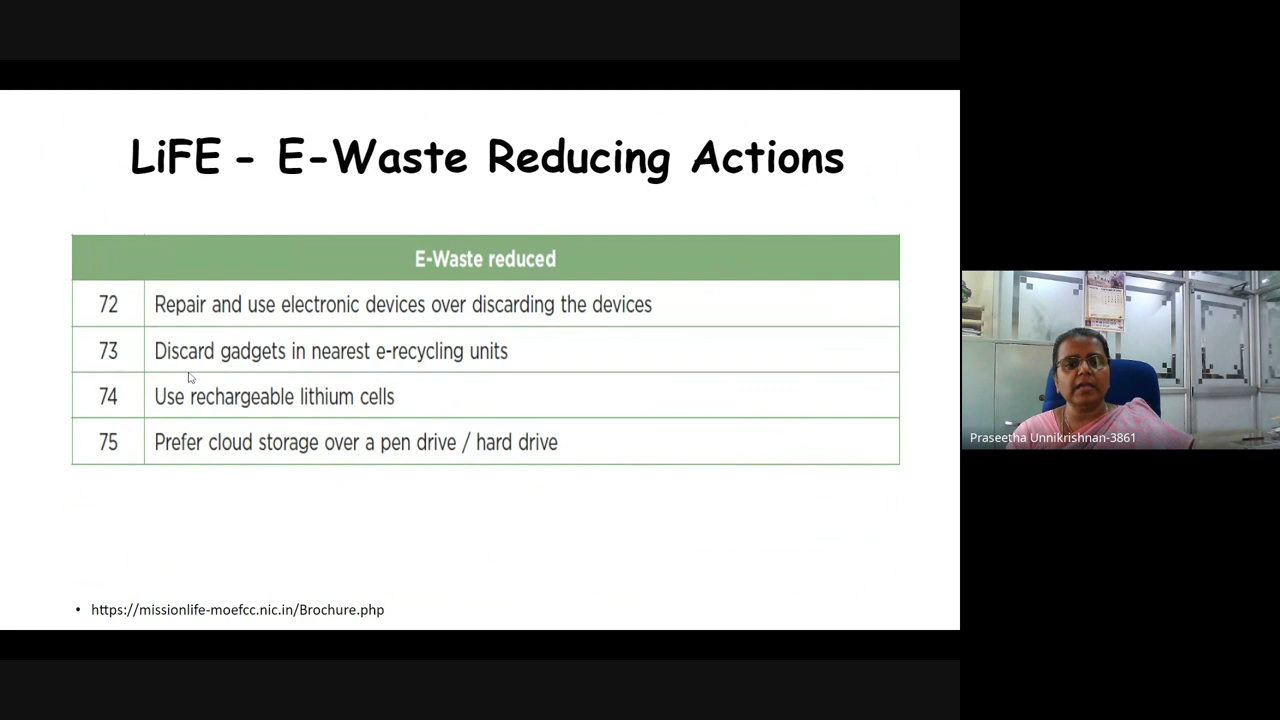 LiFE - E-Waste Reducing Actions
E-Waste reduced
72 Repair and use electronic devices over discarding the devices
73 Discard gadgets in nearest e-recycling units
74 Use rechargeable lithium cells
75 Prefer cloud storage over a pen drive / hard drive
• https://missionlife-moefcc.nic.in/Brochure.php
Praseetha Unnikrishnan-3861